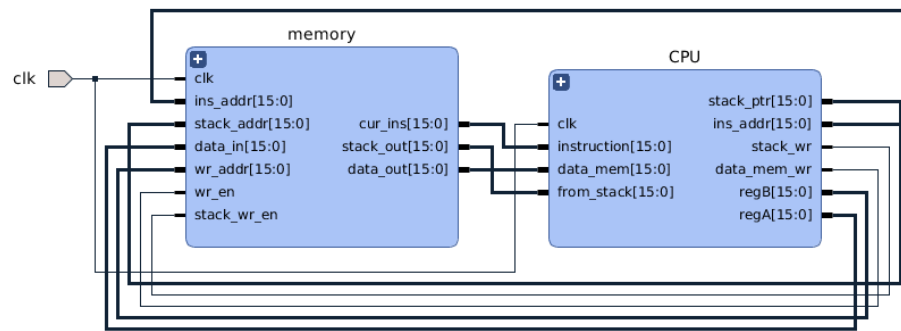 memory
CPU
clk
clk
ins_addr[15:0]
stack_addr[15:0]
data_in[15:0]
wr_addr[15:0]
wr_en
stack_wr_en
cur_ins[15:0]
stack_out[15:0]
data_out[15:0]
clk
instruction[15:0]
data_mem[15:0]
from_stack[15:0]
stack_ptr[15:0]
ins_addr[15:0]
stack_wr
data_mem_wr
regB[15:0]
regA[15:0]